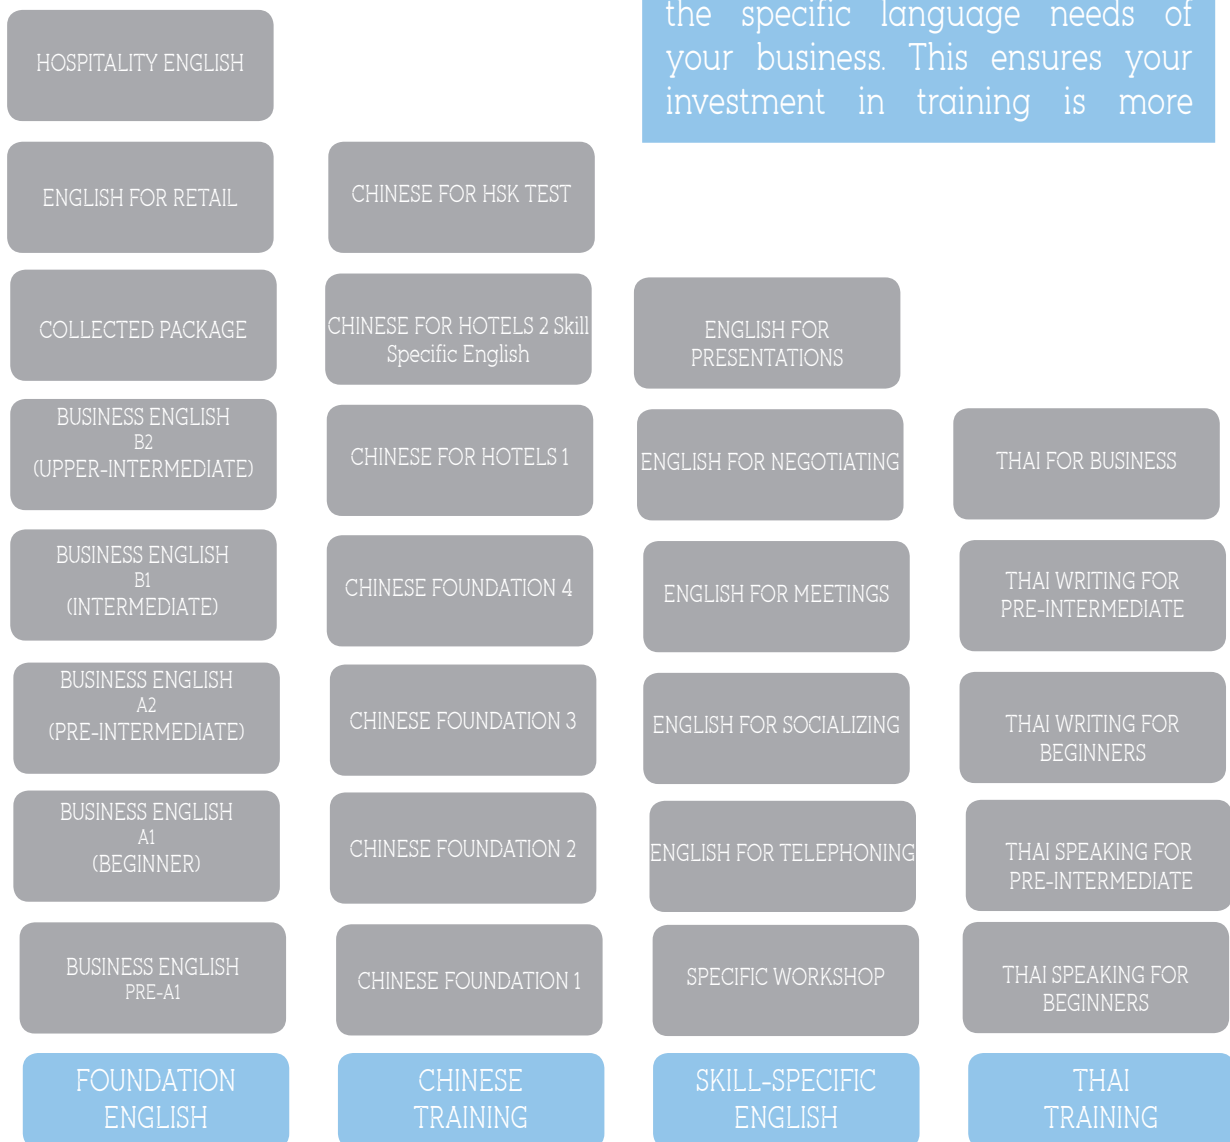 the specific language needs of
your business. This ensures your
investment in training is more
HOSPITALITY ENGLISH
ENGLISH FOR RETAIL
COLLECTED PACKAGE
BUSINESS ENGLISH
B2
(UPPER-INTERMEDIATE)
BUSINESS ENGLISH
B1
(INTERMEDIATE)
BUSINESS ENGLISH
A2
(PRE-INTERMEDIATE)
BUSINESS ENGLISH
A1
(BEGINNER)
BUSINESS ENGLISH
PRE-A1
FOUNDATION
ENGLISH
CHINESE FOR HSK TEST
CHINESE FOR HOTELS 2 Skill
Specific English
CHINESE FOR HOTELS 1
CHINESE FOUNDATION 4
CHINESE FOUNDATION 3
CHINESE FOUNDATION 2
CHINESE FOUNDATION 1
CHINESE
TRAINING
ENGLISH FOR
PRESENTATIONS
ENGLISH FOR NEGOTIATING
ENGLISH FOR MEETINGS
ENGLISH FOR SOCIALIZING
ENGLISH FOR TELEPHONING
SPECIFIC WORKSHOP
SKILL-SPECIFIC
ENGLISH
THAI FOR BUSINESS
THAI WRITING FOR
PRE-INTERMEDIATE
THAI WRITING FOR
BEGINNERS
THAI SPEAKING FOR
PRE-INTERMEDIATE
THAI SPEAKING FOR
BEGINNERS
THAI
TRAINING